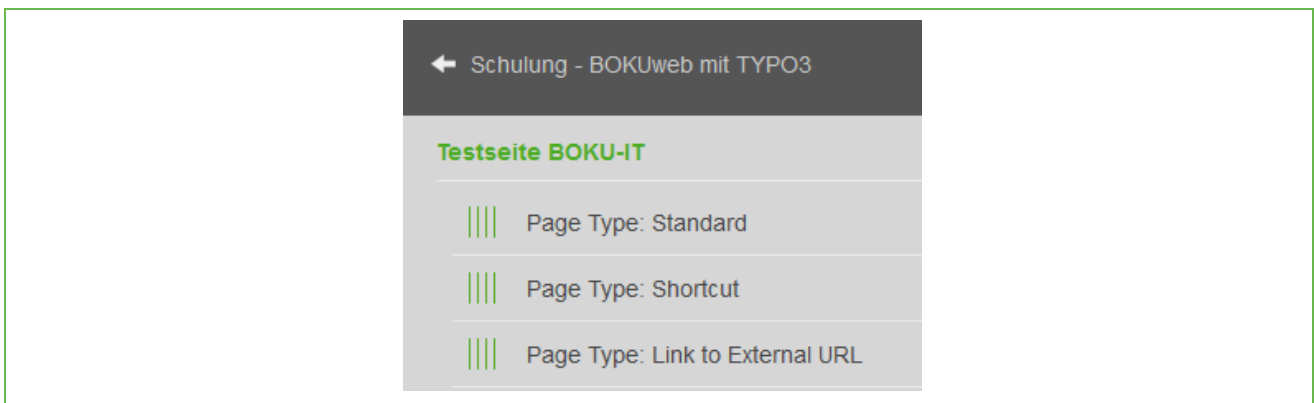 Schulung - BOKUweb mit TYPO3
Testseite BOKU-IT
Page Type: Standard
Page Type: Shortcut
Page Type: Link to External URL